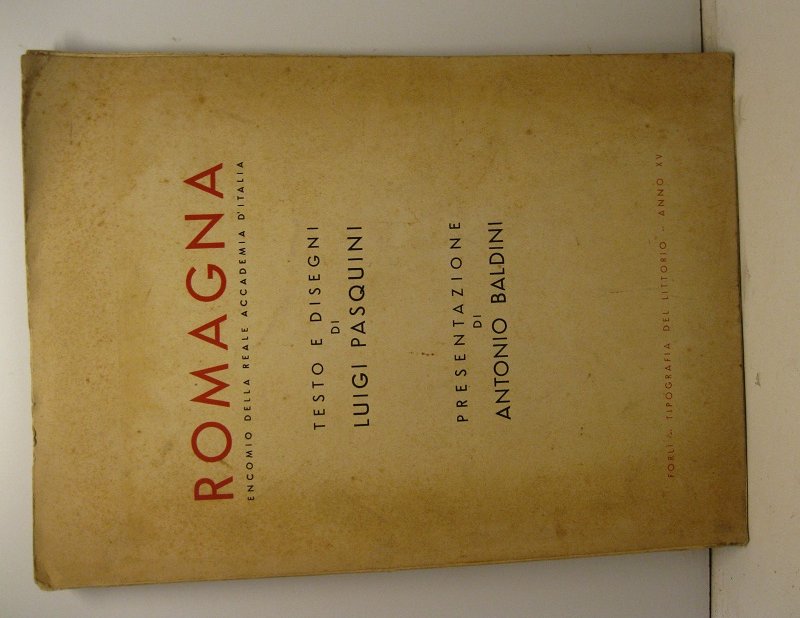 ROMAGNA
ENCOMIO DELLA REALE ACCADEMIA D'ITALIA
TESTO E DISEGNI
DI
LUIGI PASQUINI
PRESENTAZIONE
DI
ANTONIO BALDINI
FORLÌ - TIPOGRAFIA DEL LITTORIO - ANNO XV